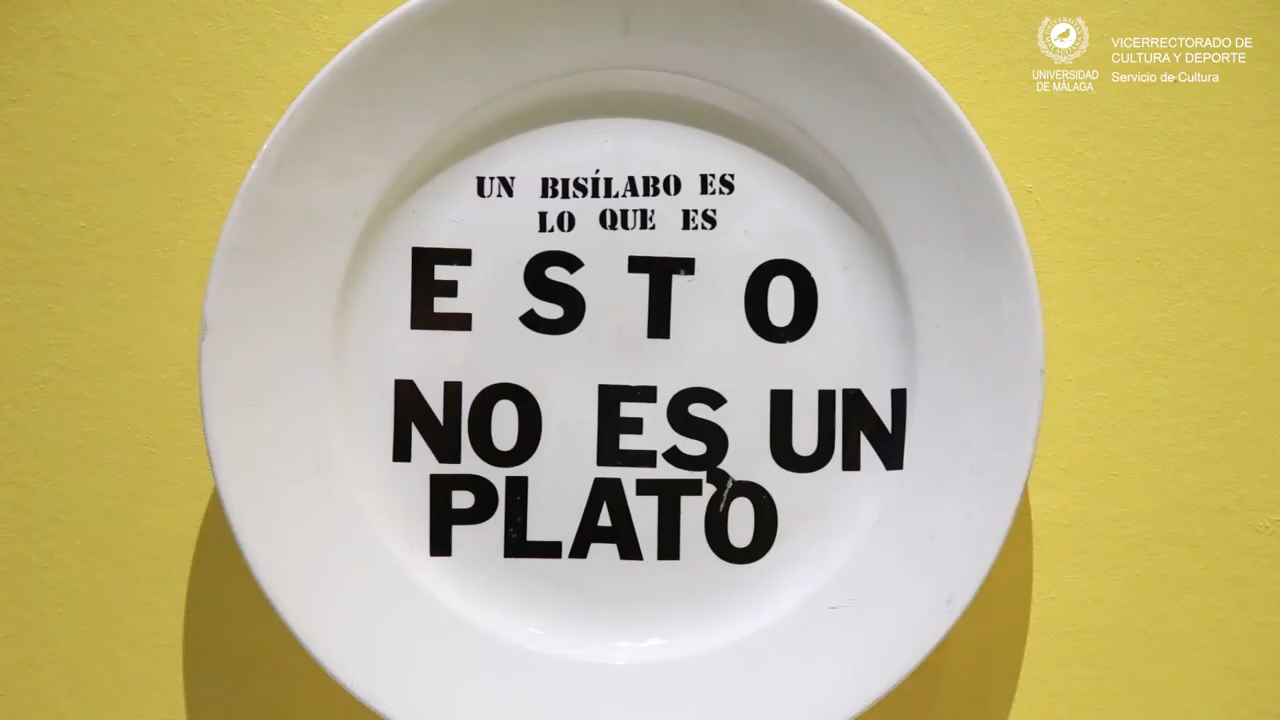 UN BISÍLABO ES
LO QUE ES
ESTO
NO ES UN
PLATO
UNIVERSIDAD
DE MÁLAGA
VICERRECTORADO DE
CULTURA Y DEPORTE
Servicio de Cultura